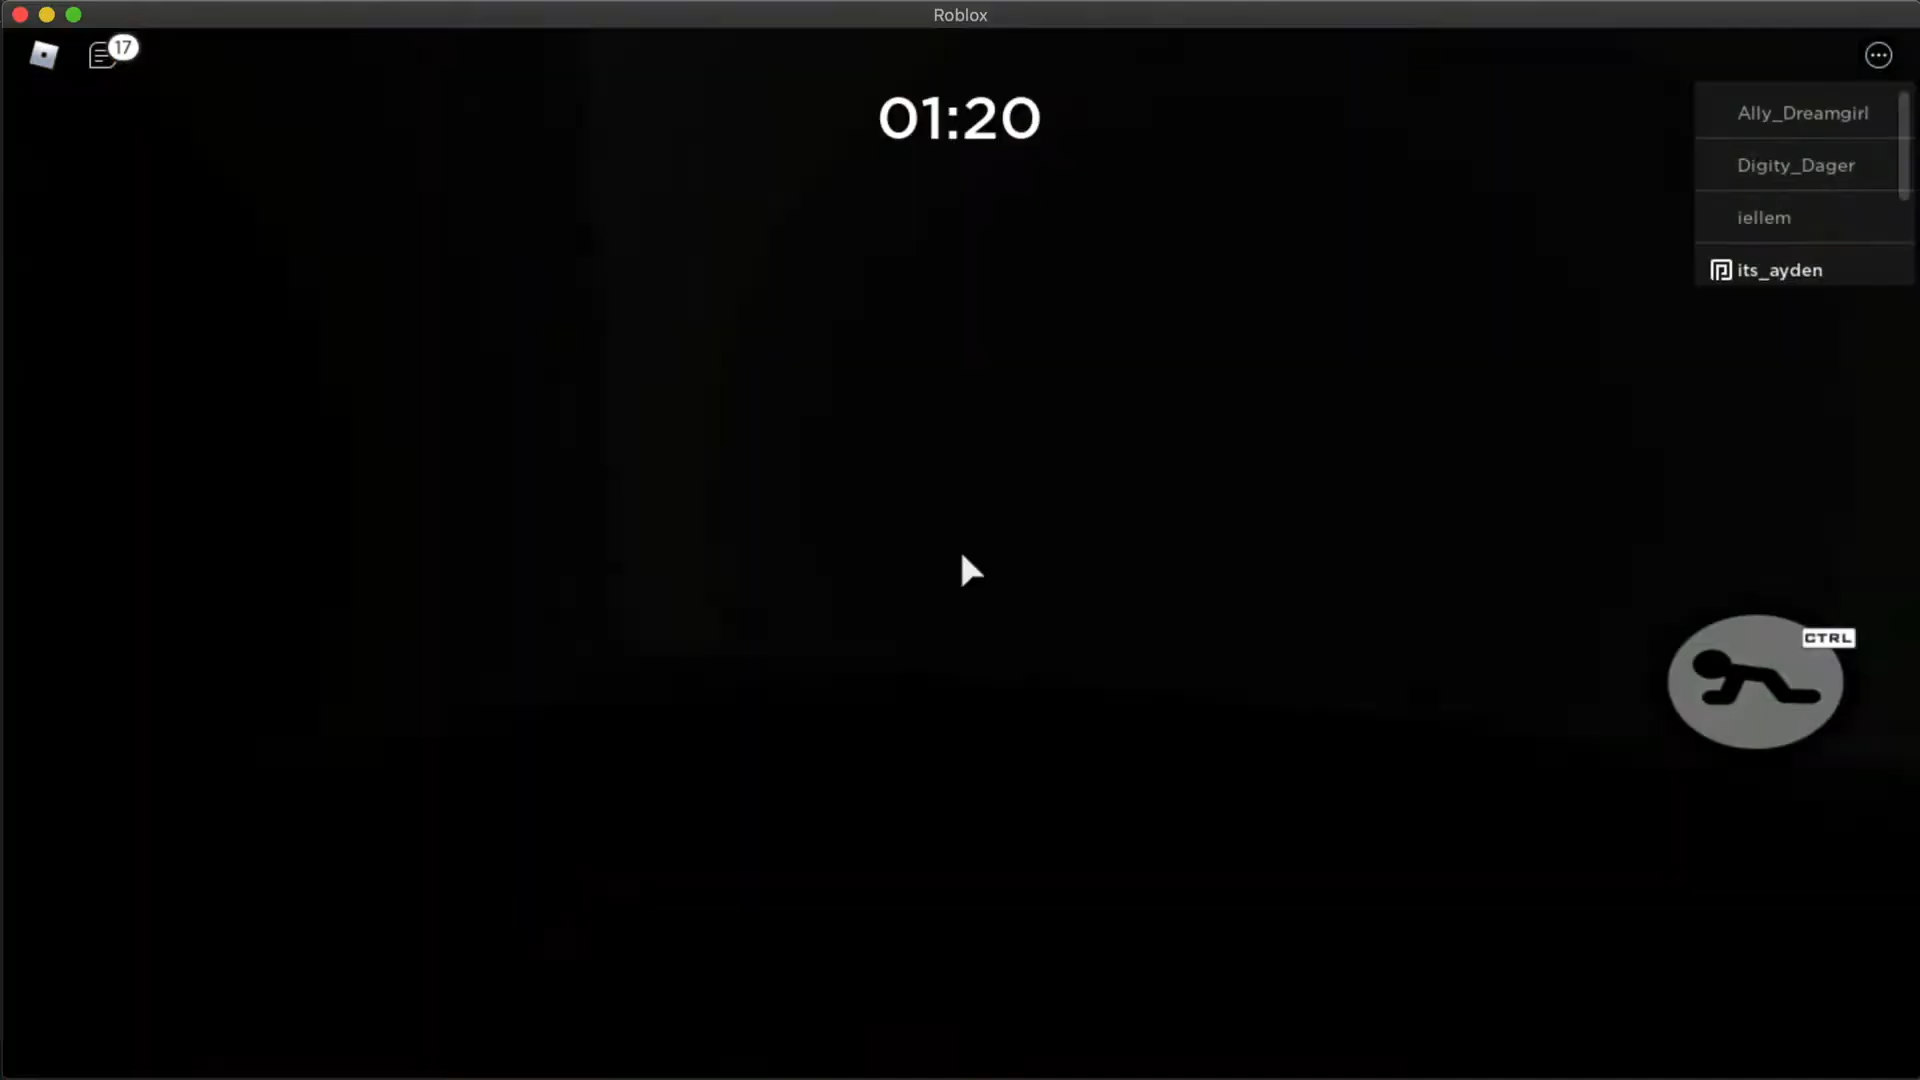 Roblox
17
01:20
Ally_Dreamgirl
Digity_Dager
iellem
its_ayden
CTRL